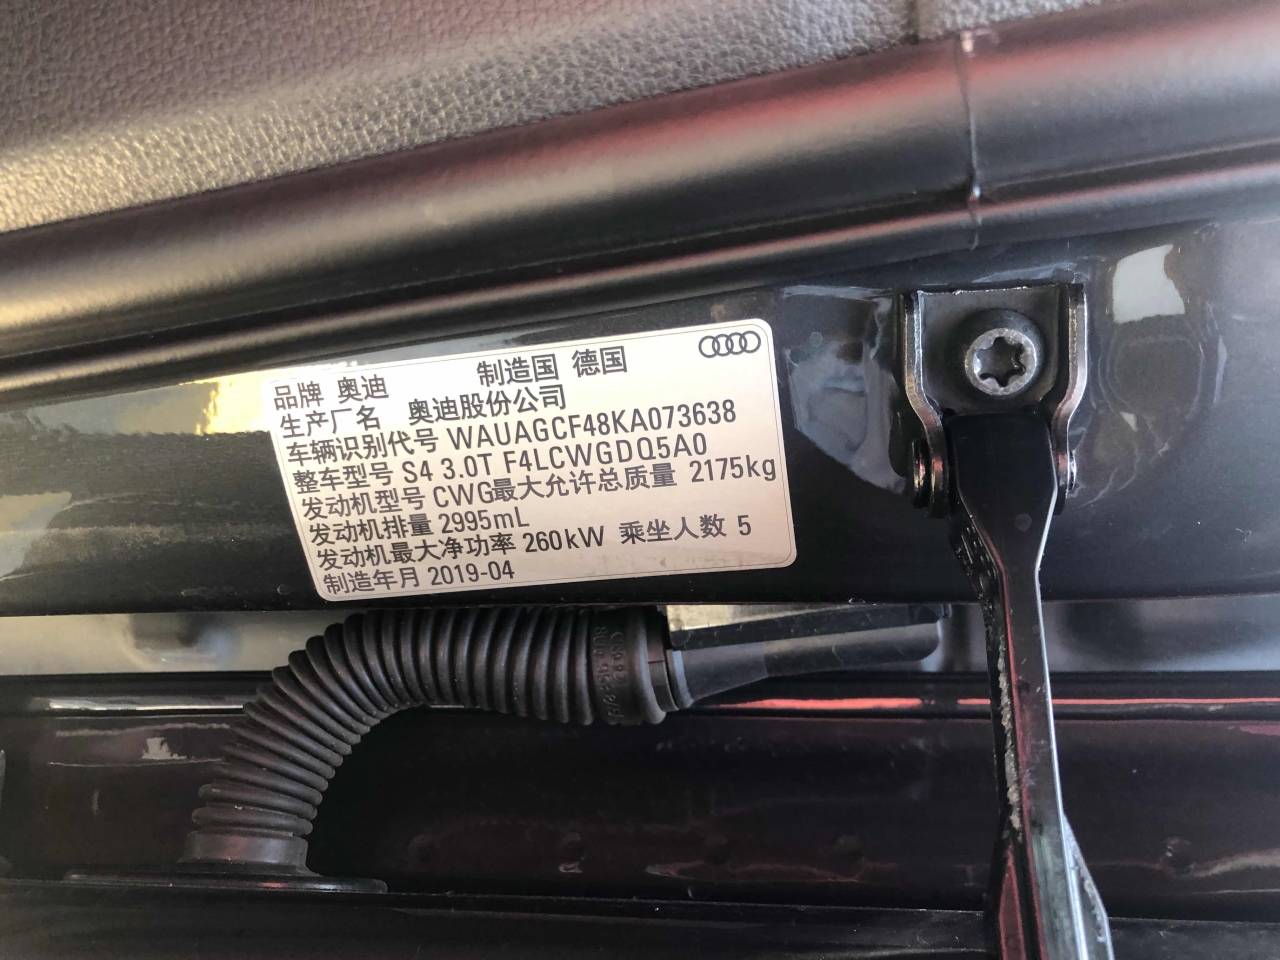 品牌 奥迪 制造国 德国
生产厂名 奥迪股份公司
车辆识别代号 WAUAGCF48KA073638
整车型号 S4 3.0T F4LCWGDQ5A0
发动机型号 CWG最大允许总质量 2175kg
发动机排量 2995mL
发动机最大净功率 260kW 乘坐人数 5
制造年月 2019-04